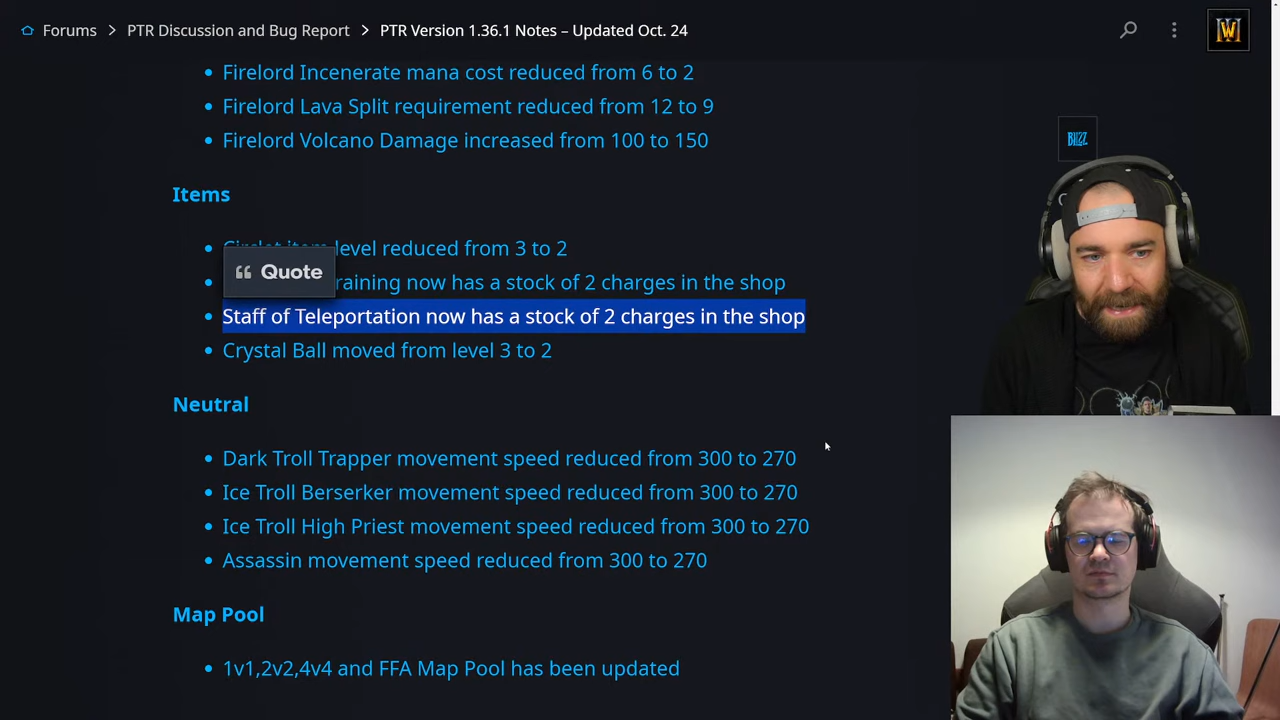 Forums > PTR Discussion and Bug Report > PTR Version 1.36.1 Notes – Updated Oct. 24
Firelord Incenerate mana cost reduced from 6 to 2
Firelord Lava Split requirement reduced from 12 to 9
Firelord Volcano Damage increased from 100 to 150
BLIZZ
Items
Circlet item level reduced from 3 to 2
Quote
raining now has a stock of 2 charges in the shop
Staff of Teleportation now has a stock of 2 charges in the shop
Crystal Ball moved from level 3 to 2
Neutral
Dark Troll Trapper movement speed reduced from 300 to 270
Ice Troll Berserker movement speed reduced from 300 to 270
Ice Troll High Priest movement speed reduced from 300 to 270
Assassin movement speed reduced from 300 to 270
Map Pool
1v1,2v2,4v4 and FFA Map Pool has been updated